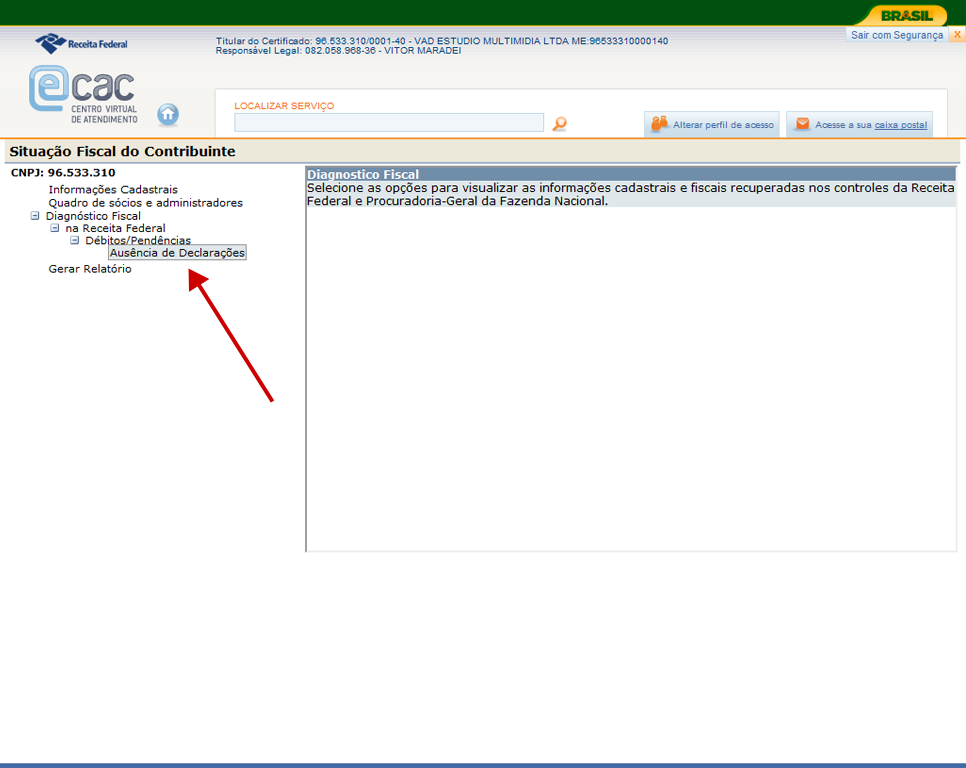 BRASIL
Sair com Segurança X
Receita Federal
Titular do Certificado: 96.533.310/0001-40 - VAD ESTUDIO MULTIMIDIA LTDA ME:96533310000140
Responsável Legal: 082.058.968-36 - VITOR MARADEI
e cac
CENTRO VIRTUAL
DE ATENDIMENTO
LOCALIZAR SERVIÇO
Alterar perfil de acesso
Acesse a sua caixa postal
Situação Fiscal do Contribuinte
CNPJ: 96.533.310
Informações Cadastrais
Quadro de sócios e administradores
Diagnóstico Fiscal
na Receita Federal
Débitos/Pendências
Ausência de Declarações
Gerar Relatório
Diagnostico Fiscal
Selecione as opções para visualizar as informações cadastrais e fiscais recuperadas nos controles da Receita
Federal e Procuradoria-Geral da Fazenda Nacional.